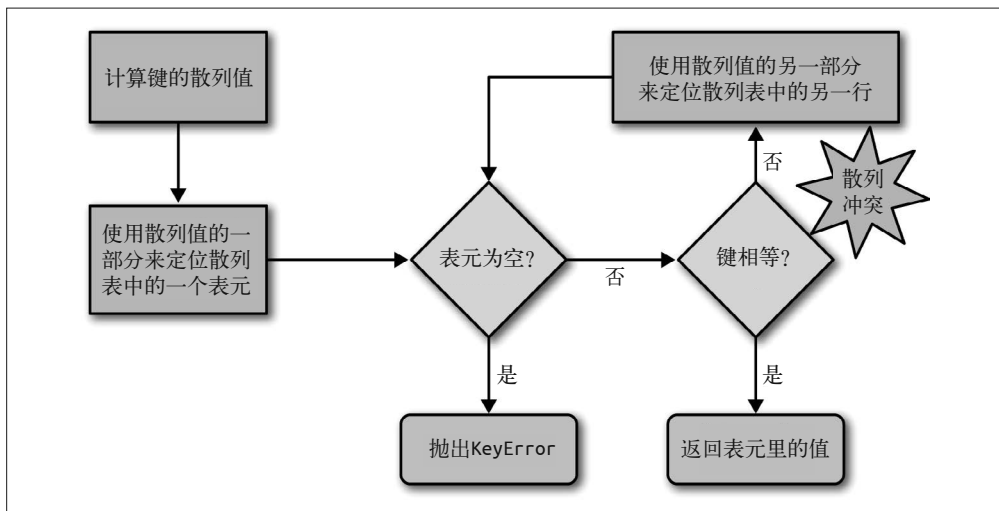 计算键的散列值
使用散列值的另一部分
来定位散列表中的另一行
否
散列
冲突
使用散列值的一
部分来定位散列
表中的一个表元
表元为空?
否
键相等?
是
是
抛出KeyError
返回表元里的值